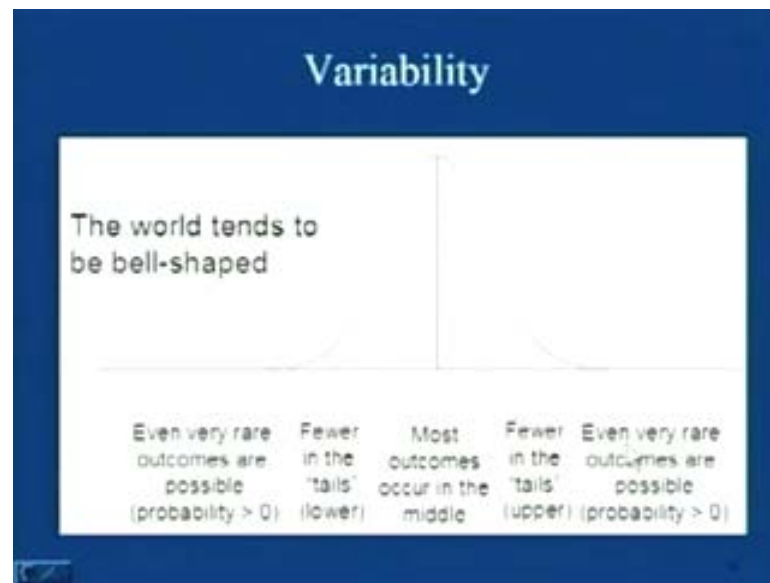 Variability
The world tends to
be bell-shaped
Even very rare
outcomes are
possible
(probability > 0)
Fewer
in the
"tails"
(lower)
Most
outcomes
occur in the
middle
Fewer
in the
"tails"
(upper)
Even very rare
outcomes are
possible
(probability > 0)